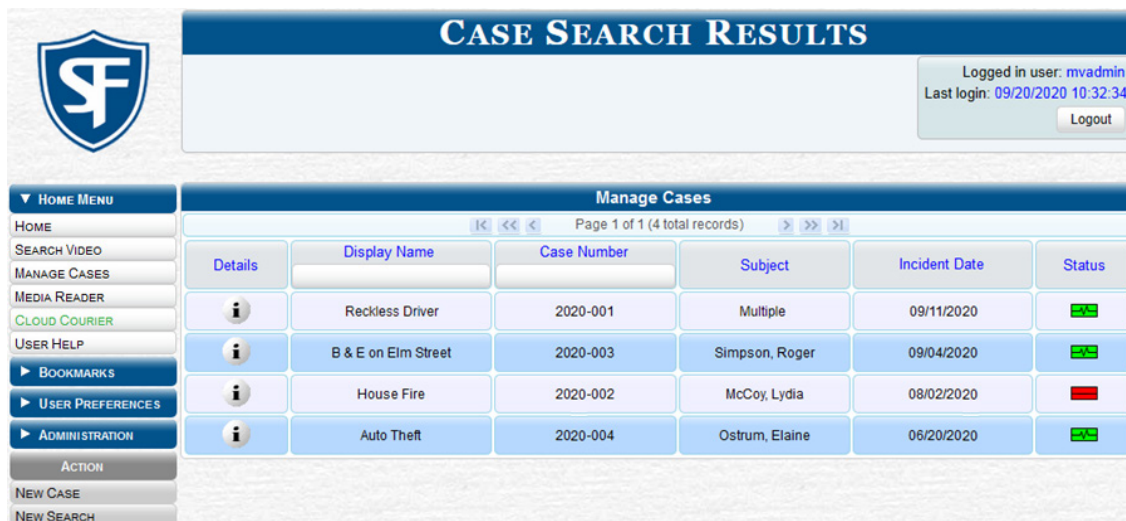 SF
CASE SEARCH RESULTS
Logged in user: mvadmin
Last login: 09/20/2020 10:32:34
Logout
▼ HOME MENU
HOME
SEARCH VIDEO
MANAGE CASES
MEDIA READER
CLOUD COURIER
USER HELP
▶ BOOKMARKS
▶ USER PREFERENCES
▶ ADMINISTRATION
ACTION
NEW CASE
NEW SEARCH
Manage Cases
|< << < Page 1 of 1 (4 total records) > >> >|
Details Display Name Case Number Subject Incident Date Status
i Reckless Driver 2020-001 Multiple 09/11/2020
i B & E on Elm Street 2020-003 Simpson, Roger 09/04/2020
i House Fire 2020-002 McCoy, Lydia 08/02/2020
i Auto Theft 2020-004 Ostrum, Elaine 06/20/2020